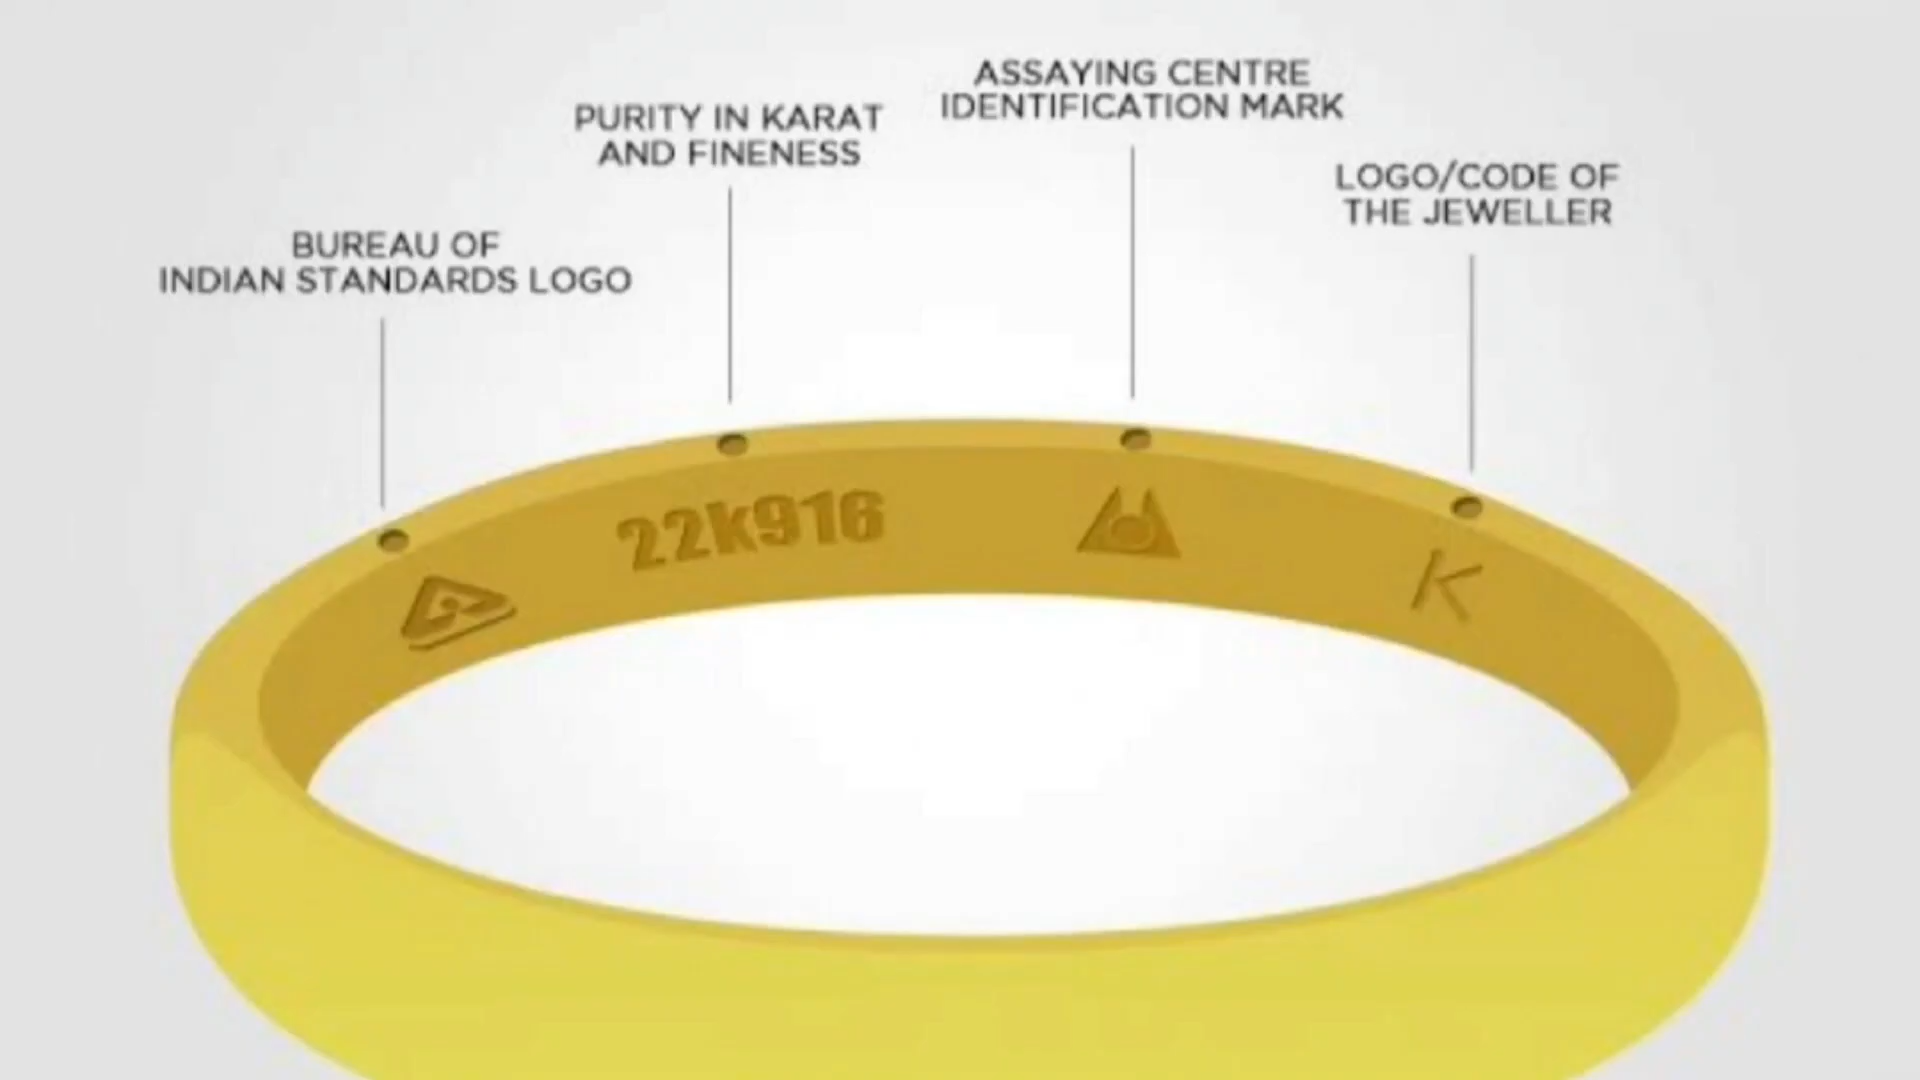 BUREAU OF
INDIAN STANDARDS LOGO
PURITY IN KARAT
AND FINENESS
ASSAYING CENTRE
IDENTIFICATION MARK
LOGO/CODE OF
THE JEWELLER
22k916
K